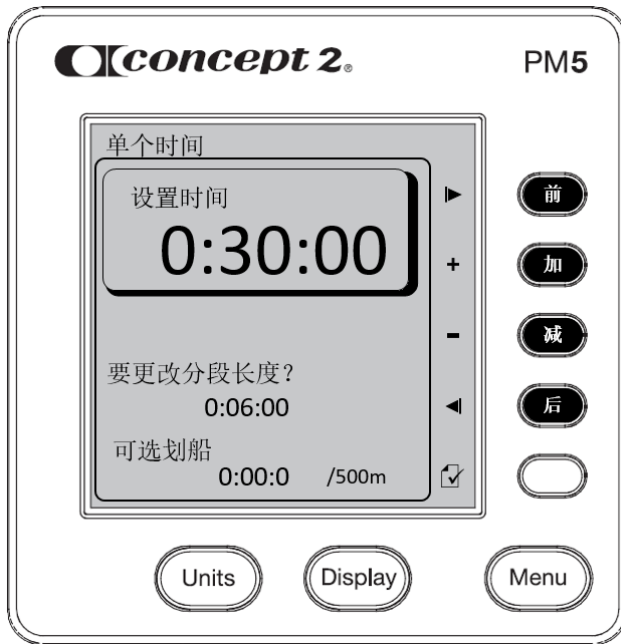 concept 2®
PM5
单个时间
设置时间
0:30:00
前
+
加
-
减
要更改分段长度?
0:06:00
后
可选划船
0:00:0 /500m
Units
Display
Menu